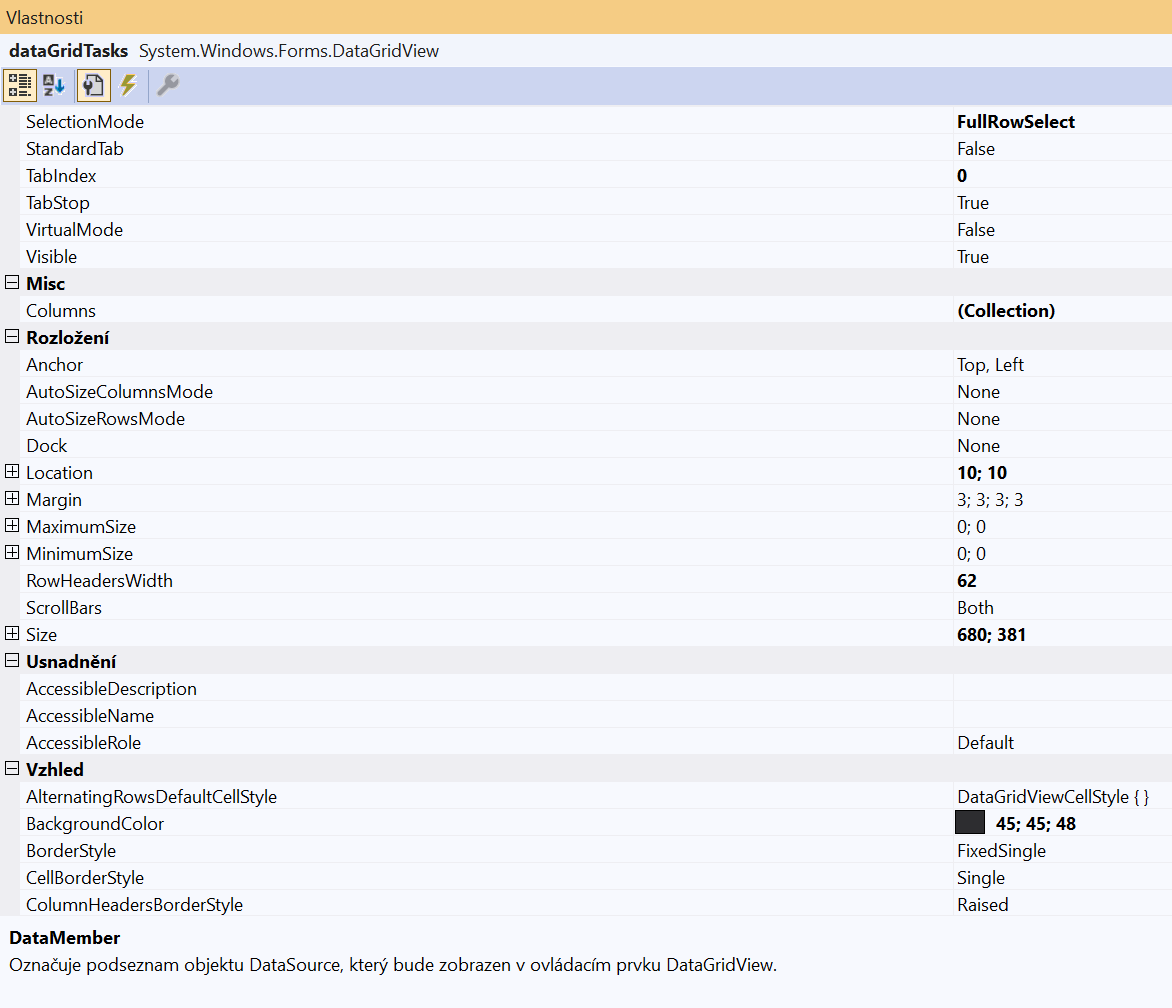 Vlastnosti
dataGridTasks System.Windows.Forms.DataGridView
SelectionMode FullRowSelect
StandardTab False
TabIndex 0
TabStop True
VirtualMode False
Visible True
Misc
Columns (Collection)
Rozložení
Anchor Top, Left
AutoSizeColumnsMode None
AutoSizeRowsMode None
Dock None
Location 10; 10
Margin 3; 3; 3; 3
MaximumSize 0; 0
MinimumSize 0; 0
RowHeadersWidth 62
ScrollBars Both
Size 680; 381
Usnadnění
AccessibleDescription
AccessibleName
AccessibleRole Default
Vzhled
AlternatingRowsDefaultCellStyle DataGridViewCellStyle { }
BackgroundColor 45; 45; 48
BorderStyle FixedSingle
CellBorderStyle Single
ColumnHeadersBorderStyle Raised
DataMember
Označuje podseznam objektu DataSource, který bude zobrazen v ovládacím prvku DataGridView.